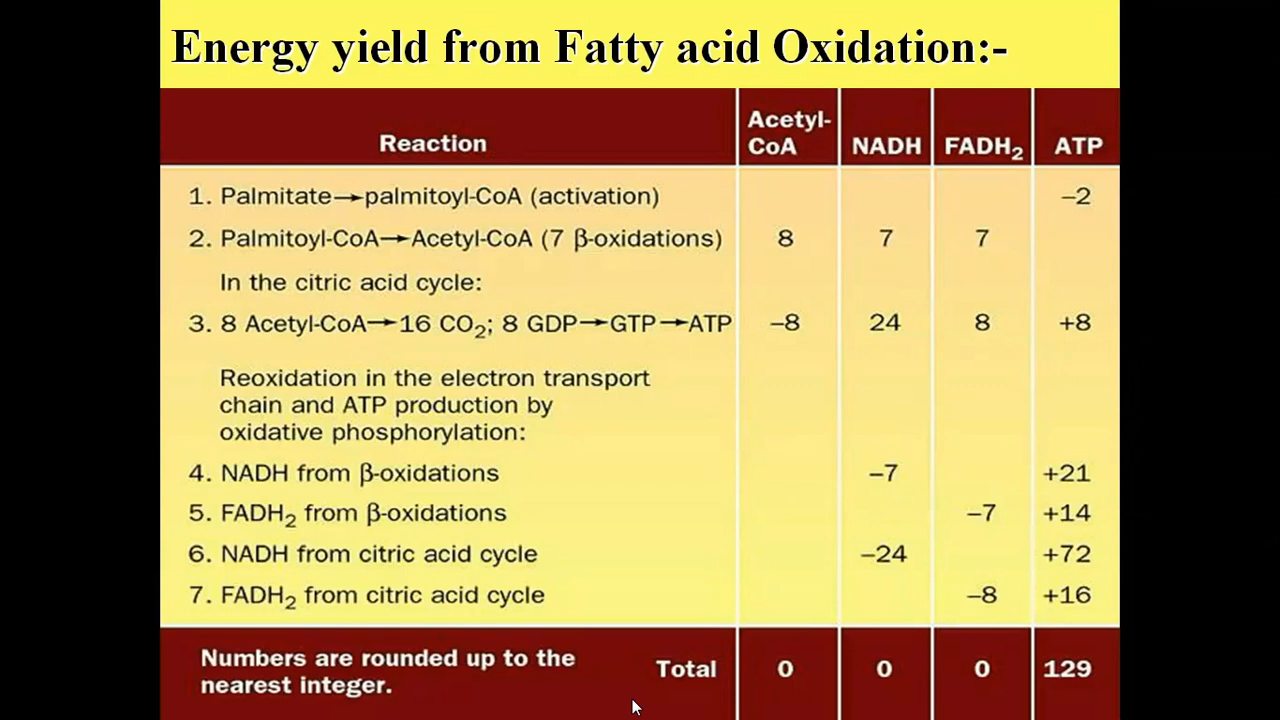 Energy yield from Fatty acid Oxidation:-
Reaction Acetyl-CoA NADH FADH₂ ATP
1. Palmitate→palmitoyl-CoA (activation) –2
2. Palmitoyl-CoA→Acetyl-CoA (7 β-oxidations) 8 7 7
In the citric acid cycle:
3. 8 Acetyl-CoA→16 CO₂; 8 GDP→GTP→ATP –8 24 8 +8
Reoxidation in the electron transport
chain and ATP production by
oxidative phosphorylation:
4. NADH from β-oxidations –7 +21
5. FADH₂ from β-oxidations –7 +14
6. NADH from citric acid cycle –24 +72
7. FADH₂ from citric acid cycle –8 +16
Numbers are rounded up to the
nearest integer.
Total 0 0 0 129